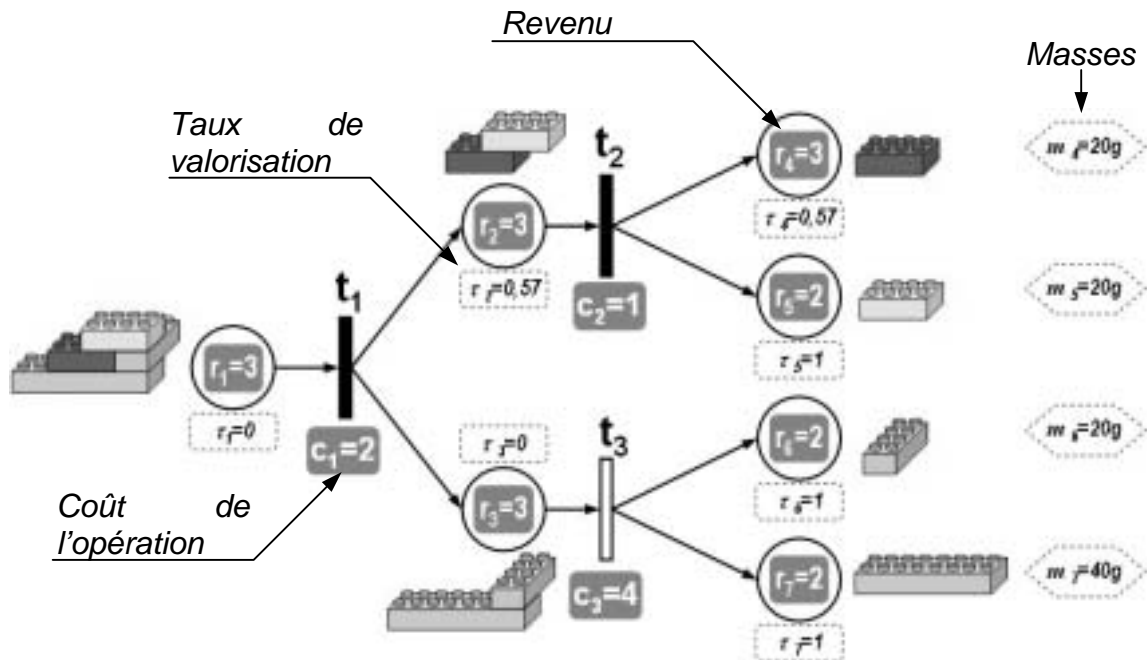 Revenu
Masses
Taux de
valorisation
t₂
r₄=3
m₄=20g
r₂=3
τ₄=0,57
τ₂=0,57
t₁
c₂=1
r₅=2
m₅=20g
r₁=3
τ₅=1
τ₁=0
c₁=2
τ₃=0
t₃
r₆=2
m₆=20g
Coût de
l'opération
r₃=3
τ₆=1
c₃=4
r₇=2
m₇=40g
τ₇=1